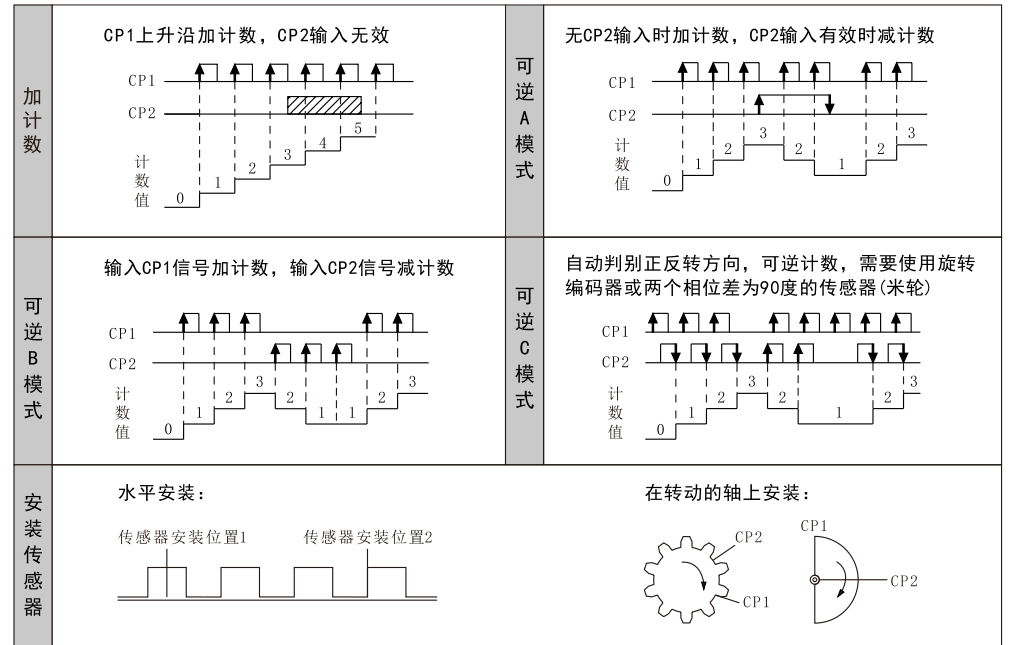 加计数
CP1上升沿加计数，CP2输入无效
CP1
CP2
计数值
0
1
2
3
4
5
可逆A模式
无CP2输入时加计数，CP2输入有效时减计数
CP1
CP2
计数值
0
1
2
3
2
1
2
3
可逆B模式
输入CP1信号加计数，输入CP2信号减计数
CP1
CP2
计数值
0
1
2
3
2
1
1
2
3
可逆C模式
自动判别正反转方向，可逆计数，需要使用旋转
编码器或两个相位差为90度的传感器(米轮)
CP1
CP2
计数值
0
1
2
3
2
1
2
3
安装传感器
水平安装：
传感器安装位置1
传感器安装位置2
在转动的轴上安装：
CP2
CP1
CP1
CP2